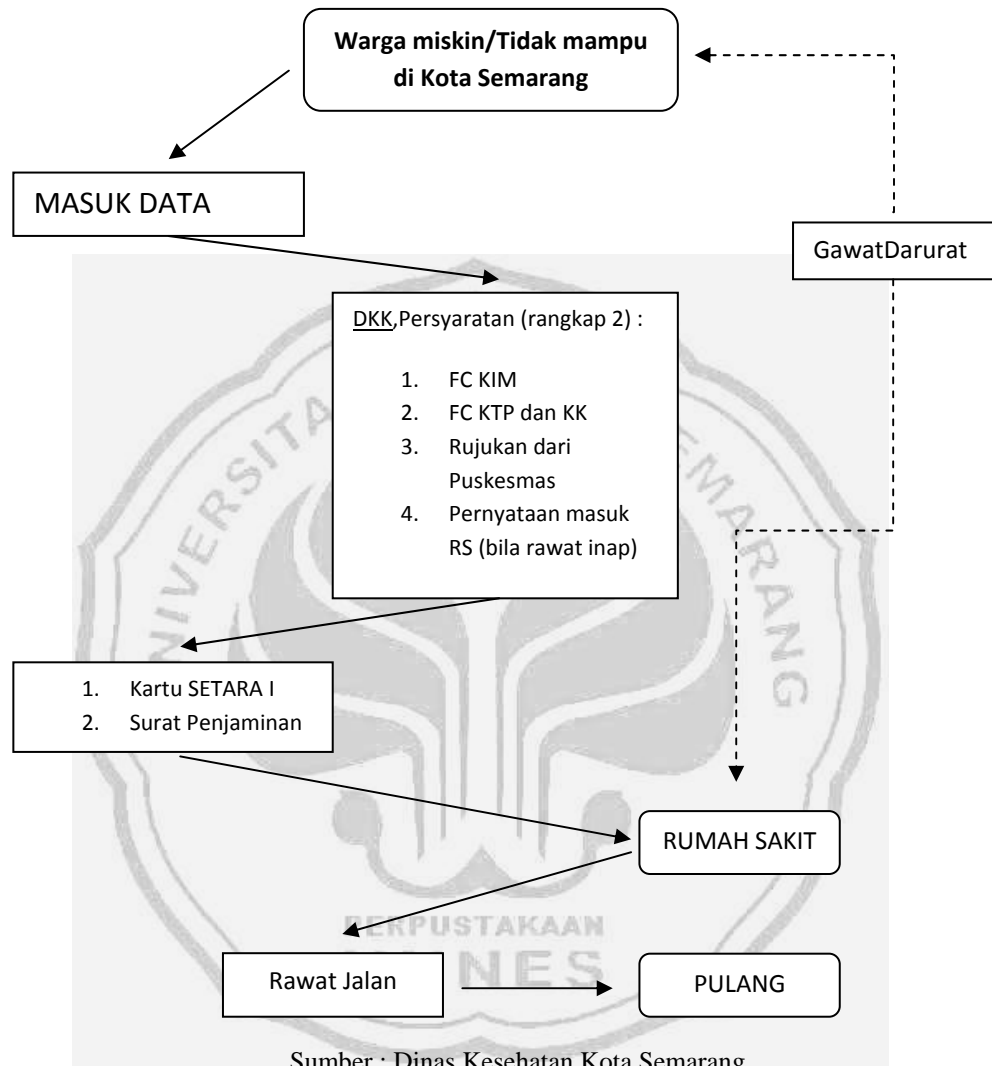 Warga miskin/Tidak mampu
di Kota Semarang
MASUK DATA
GawatDarurat
DKK,Persyaratan (rangkap 2) :
1. FC KIM
2. FC KTP dan KK
3. Rujukan dari
Puskesmas
4. Pernyataan masuk
RS (bila rawat inap)
1. Kartu SETARA I
2. Surat Penjaminan
RUMAH SAKIT
PERPUSTAKAAN
Rawat Jalan
PULANG
Sumber : Dinas Kesehatan Kota Semarang